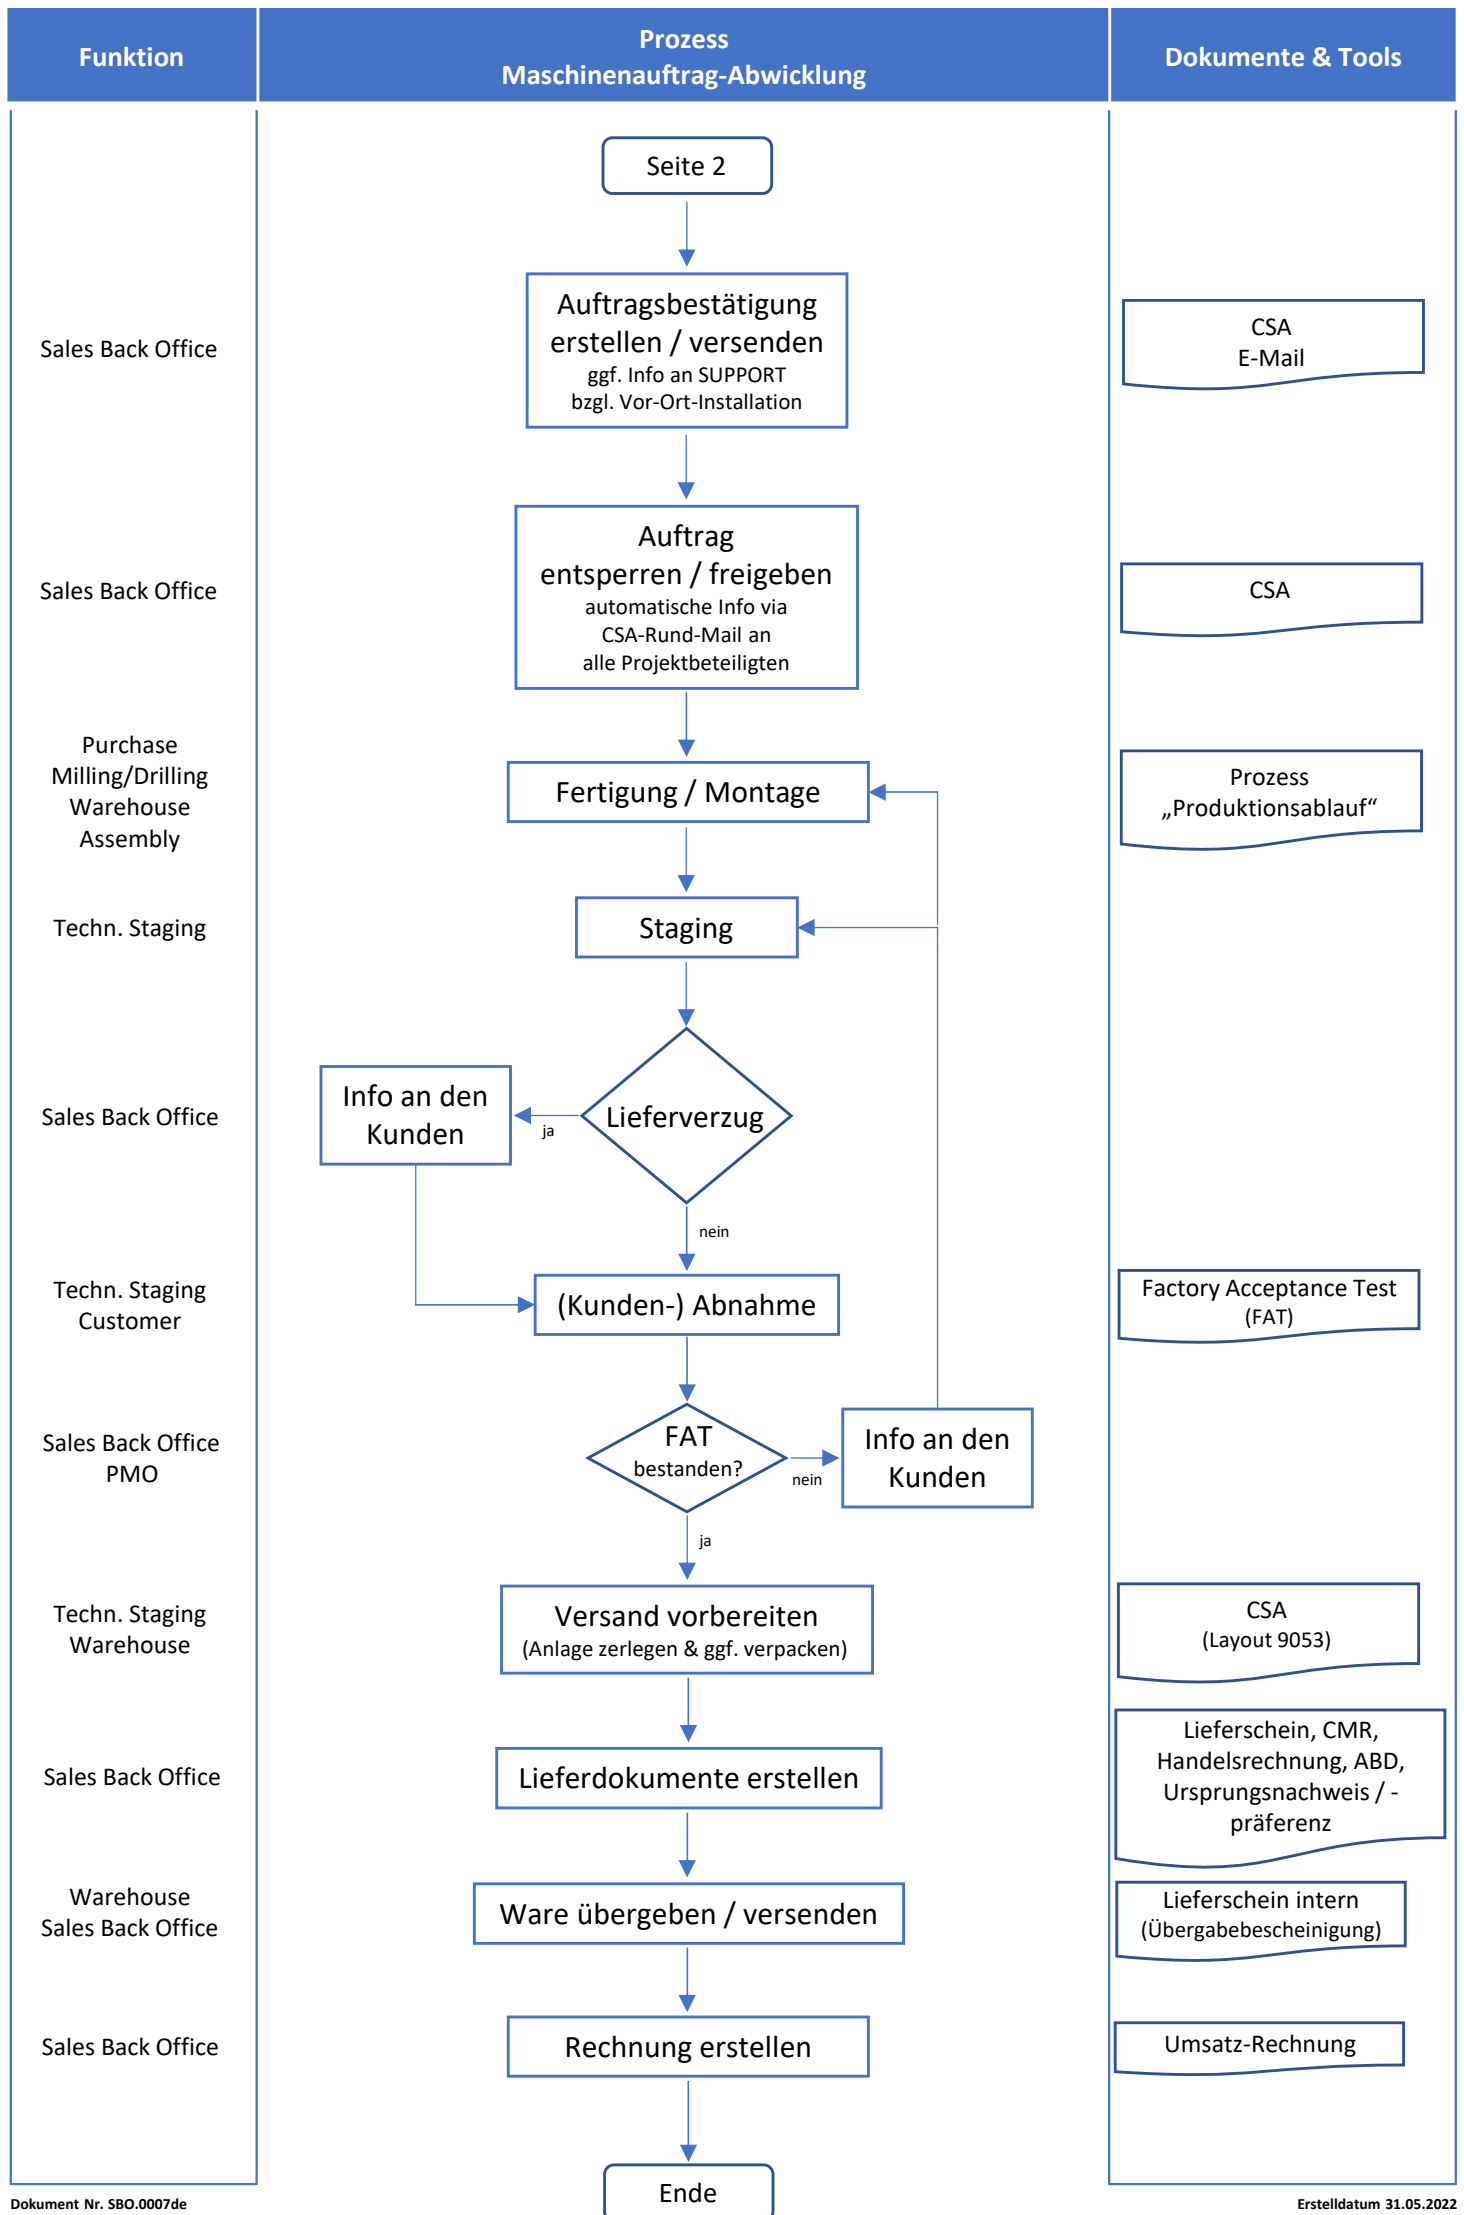 Funktion
Prozess
Maschinenauftrag-Abwicklung
Dokumente & Tools
Seite 2
Sales Back Office
Auftragsbestätigung
erstellen / versenden
ggf. Info an SUPPORT
bzgl. Vor-Ort-Installation
CSA
E-Mail
Sales Back Office
Auftrag
entsperren / freigeben
automatische Info via
CSA-Rund-Mail an
alle Projektbeteiligten
CSA
Purchase
Milling/Drilling
Warehouse
Assembly
Fertigung / Montage
Prozess
„Produktionsablauf“
Techn. Staging
Staging
Sales Back Office
Info an den
Kunden
ja
Lieferverzug
nein
Techn. Staging
Customer
(Kunden-) Abnahme
Factory Acceptance Test
(FAT)
Sales Back Office
PMO
FAT
bestanden?
nein
Info an den
Kunden
ja
Techn. Staging
Warehouse
Versand vorbereiten
(Anlage zerlegen & ggf. verpacken)
CSA
(Layout 9053)
Sales Back Office
Lieferdokumente erstellen
Lieferschein, CMR,
Handelsrechnung, ABD,
Ursprungsnachweis / -
präferenz
Warehouse
Sales Back Office
Ware übergeben / versenden
Lieferschein intern
(Übergabebescheinigung)
Sales Back Office
Rechnung erstellen
Umsatz-Rechnung
Ende
Dokument Nr. SBO.0007de
Erstelldatum 31.05.2022